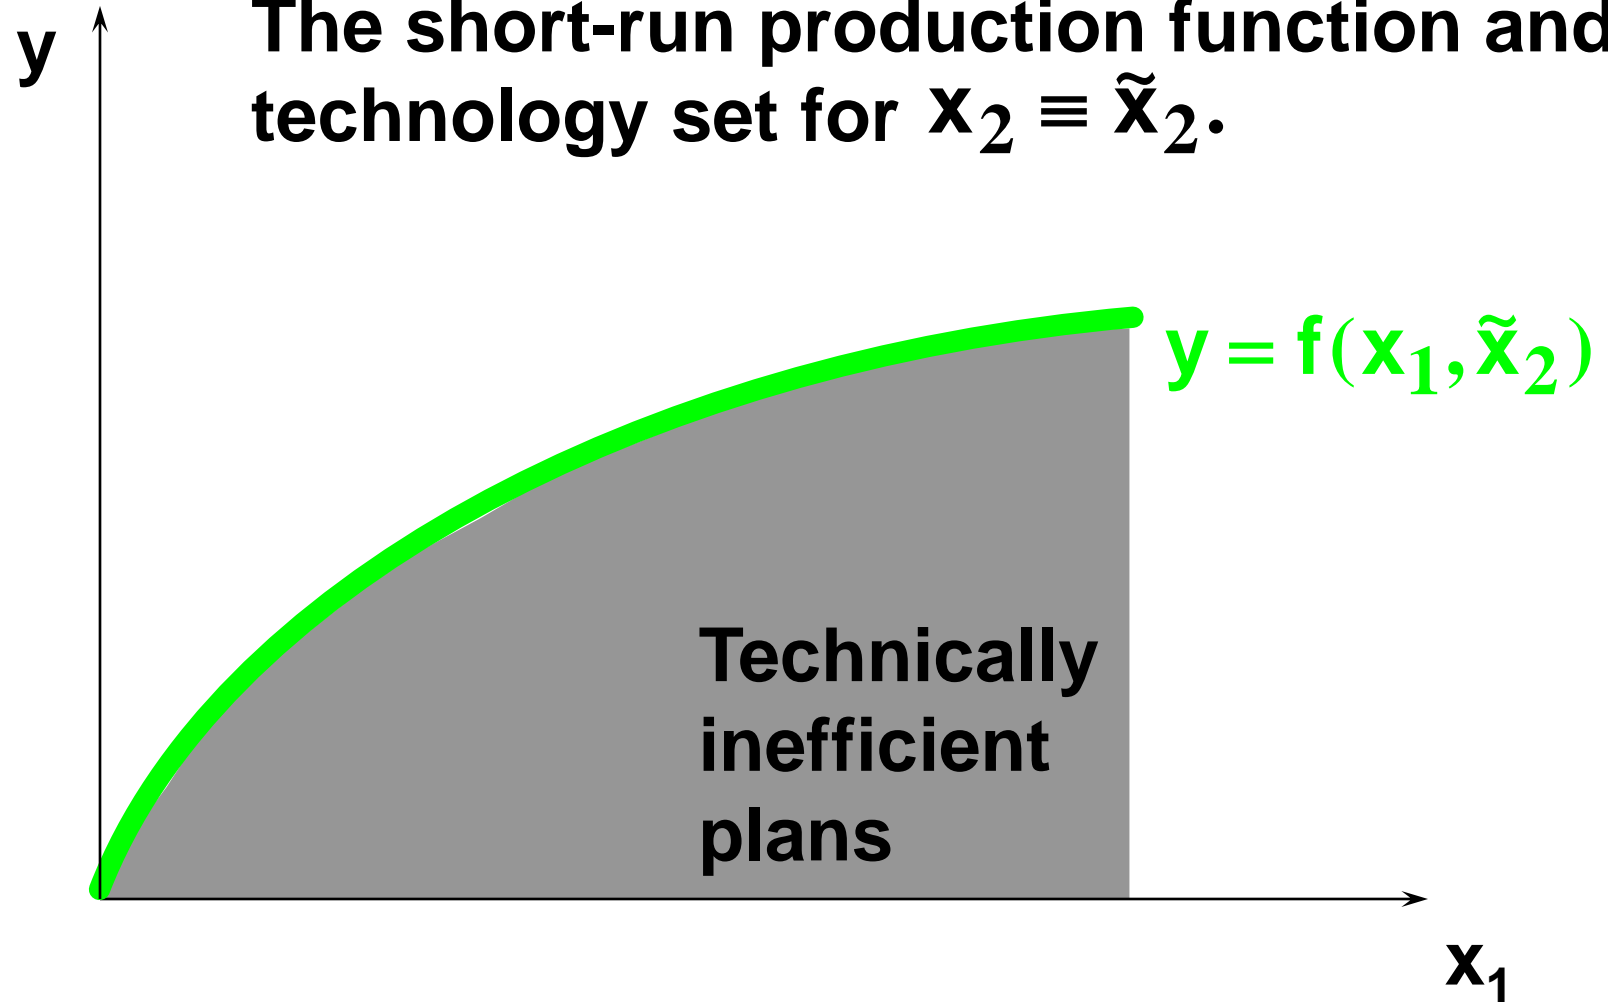 y
The short-run production function and
technology set for x₂ ≡ x̃₂.
y = f(x₁, x̃₂)
Technically
inefficient
plans
x₁